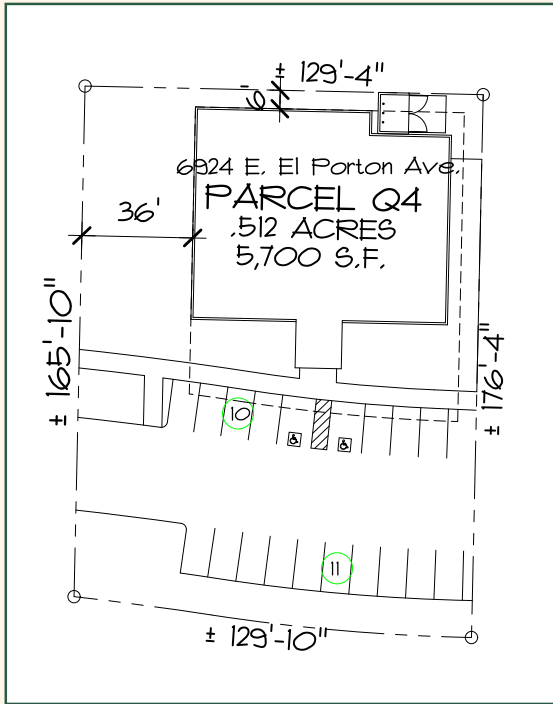 ± 129'-4"
6'
6924 E. El Porton Ave.
PARCEL Q4
.512 ACRES
5,700 S.F.
36'
± 165'-10"
± 176'-4"
10
11
± 129'-10"